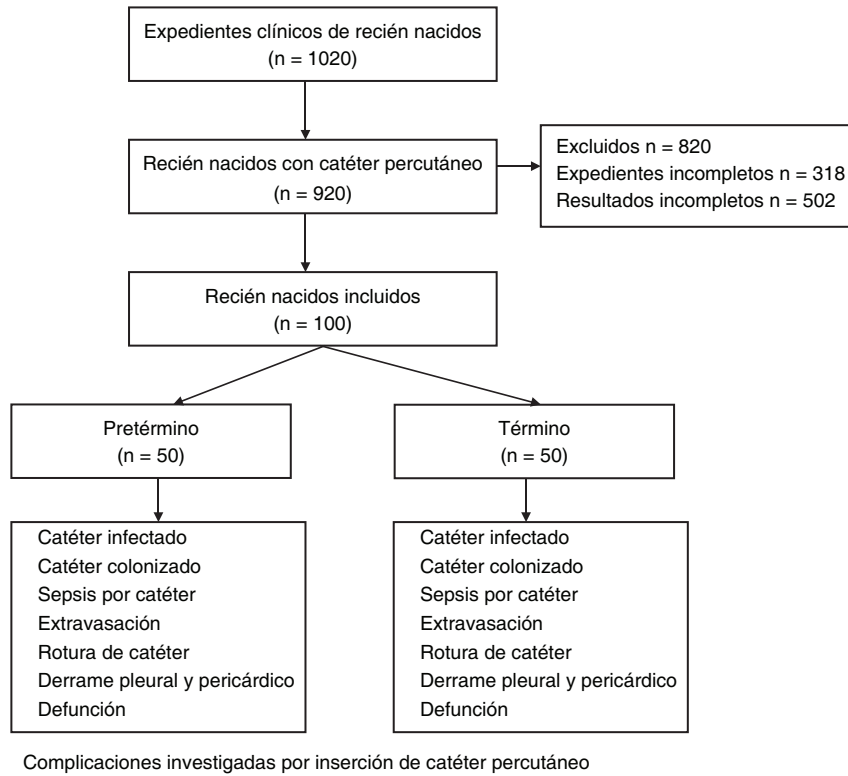 Expedientes clínicos de recién nacidos
(n = 1020)
Recién nacidos con catéter percutáneo
(n = 920)
Excluidos n = 820
Expedientes incompletos n = 318
Resultados incompletos n = 502
Recién nacidos incluidos
(n = 100)
Pretérmino
(n = 50)
Término
(n = 50)
Catéter infectado
Catéter colonizado
Sepsis por catéter
Extravasación
Rotura de catéter
Derrame pleural y pericárdico
Defunción
Catéter infectado
Catéter colonizado
Sepsis por catéter
Extravasación
Rotura de catéter
Derrame pleural y pericárdico
Defunción
Complicaciones investigadas por inserción de catéter percutáneo